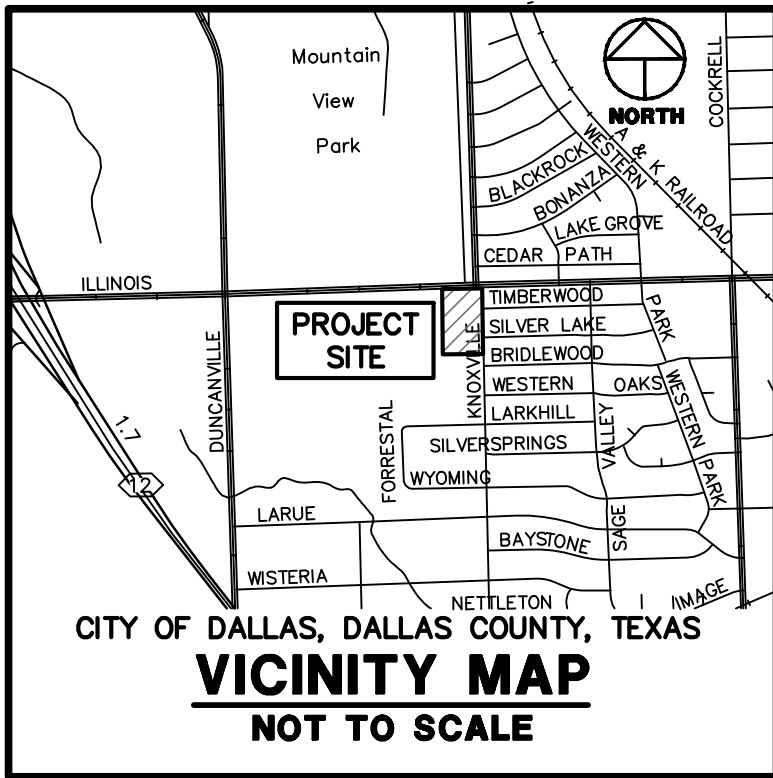 Mountain
View
Park
NORTH
COCKRELL
A & K RAILROAD
WESTERN
BLACKROCK
BONANZA
LAKE GROVE
CEDAR PATH
ILLINOIS
TIMBERWOOD
PARK
PROJECT
SITE
SILVER LAKE
KNOXVILLE
BRIDLEWOOD
DUNCANVILLE
WESTERN OAKS
WESTERN PARK
LARKHILL
VALLEY
1.7
FORRESTAL
SILVERSPRINGS
WYOMING
12
LARUE
SAGE
BAYSTONE
WISTERIA
NETTLETON
IMAGE
CITY OF DALLAS, DALLAS COUNTY, TEXAS
VICINITY MAP
NOT TO SCALE